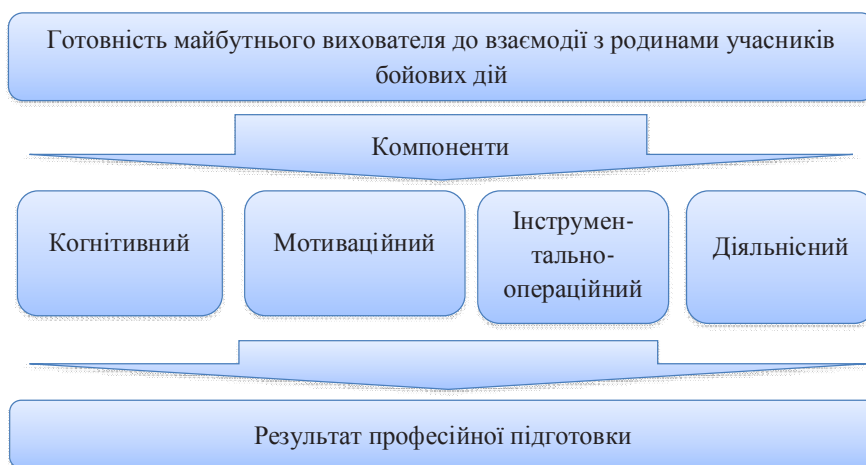 Готовність майбутнього вихователя до взаємодії з родинами учасників
бойових дій
Компоненти
Когнітивний
Мотиваційний
Інструмен-
тально-
операційний
Діяльнісний
Результат професійної підготовки